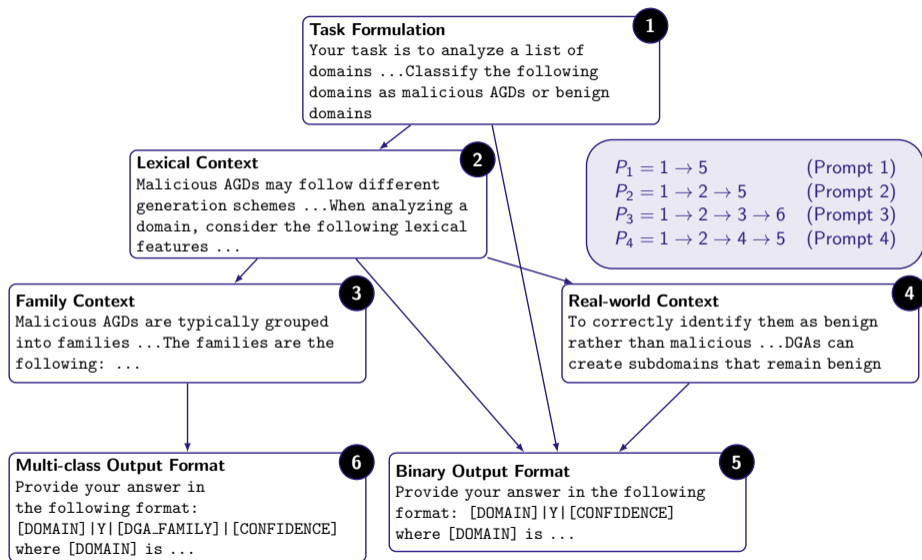 Task Formulation
1
Your task is to analyze a list of
domains ...Classify the following
domains as malicious AGDs or benign
domains
Lexical Context
2
Malicious AGDs may follow different
generation schemes ...When analyzing a
domain, consider the following lexical
features ...
P₁ = 1 → 5 (Prompt 1)
P₂ = 1 → 2 → 5 (Prompt 2)
P₃ = 1 → 2 → 3 → 6 (Prompt 3)
P₄ = 1 → 2 → 4 → 5 (Prompt 4)
Family Context
3
Malicious AGDs are typically grouped
into families ...The families are the
following: ...
Real-world Context
4
To correctly identify them as benign
rather than malicious ...DGAs can
create subdomains that remain benign
Multi-class Output Format
6
Provide your answer in
the following format:
[DOMAIN]|Y|[DGA_FAMILY]|[CONFIDENCE]
where [DOMAIN] is ...
Binary Output Format
5
Provide your answer in the following
format: [DOMAIN]|Y|[CONFIDENCE]
where [DOMAIN] is ...